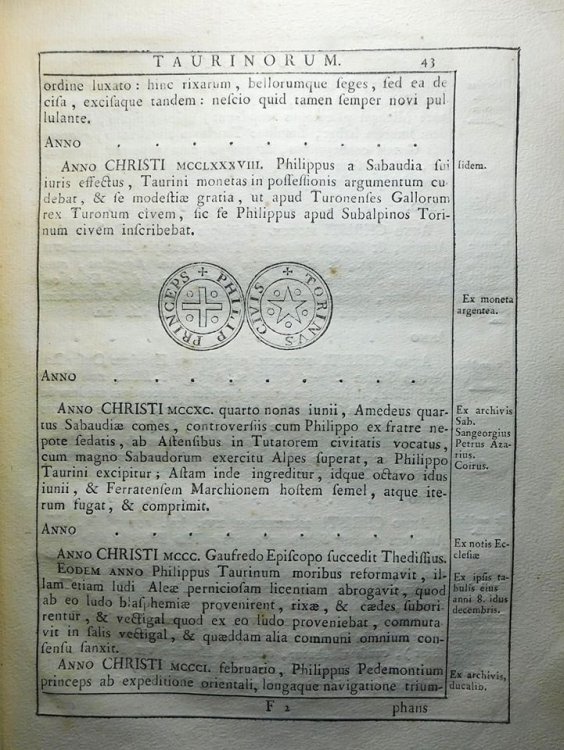 TAURINORUM. 43
ordine luxato : hinc rixarum , bellorumque ſeges , ſed ea de
ciſa , exciſaque tandem : neſcio quid tamen ſemper novi pul
lulante.
ANNO . . . . . . . . . .
ANNO CHRISTI MCCLXXXVIII. Philippus a Sabaudia ſui
iuris effectus , Taurini monetas in poſſeſſionis argumentum cu
debat , & ſe modeſtiæ gratia , ut apud Turonenſes Gallorum
rex Turonum civem , ſic ſe Philippus apud Subalpinos Tori-
num civem inſcribebat.
Iidem.
+ PHILIP PRINCEPS
+ TORINUS CIVIS
Ex moneta
argentea.
ANNO . . . . . . . . . .
ANNO CHRISTI MCCXC. quarto nonas iunii , Amedeus quar-
tus Sabaudiæ comes , controverſiis cum Philippo ex fratre ne-
pote ſedatis , ab Aſtenſibus in Tutatorem civitatis vocatus ,
cum magno Sabaudorum exercitu Alpes ſuperat , a Philippo
Taurini excipitur ; Aſtam inde ingreditur , idque octavo idus
iunii , & Ferratenſem Marchionem hoſtem ſemel , atque ite-
rum fugat , & comprimit.
Ex archivis
Sab.
Sangeorgius
Petrus Aza-
rius.
Coirus.
ANNO . . . . . . . . . .
ANNO CHRISTI MCCC. Gaufredo Epiſcopo ſuccedit Thediſius.
EODEM ANNO Philippus Taurinum moribus reformavit , il-
lam etiam ludi Aleæ pernicioſam licentiam abrogavit , quod
ab eo ludo blaſphemiæ provenirent , rixæ , & cædes ſubori-
rentur , & vectigal quod ex eo ludo proveniebat , commuta
vit in ſalis vectigal , & quæddam alia communi omnium con-
ſenſu ſanxit.
Ex notis Ec-
cleſiæ
Ex ipſis ta-
bulis eius
anni 8. idus
decembris.
ANNO CHRISTI MCCCI. februario , Philippus Pedemontium
princeps ab expeditione orientali, longaque navigatione trium-
Ex archivis,
ducalib.
F 2 phans